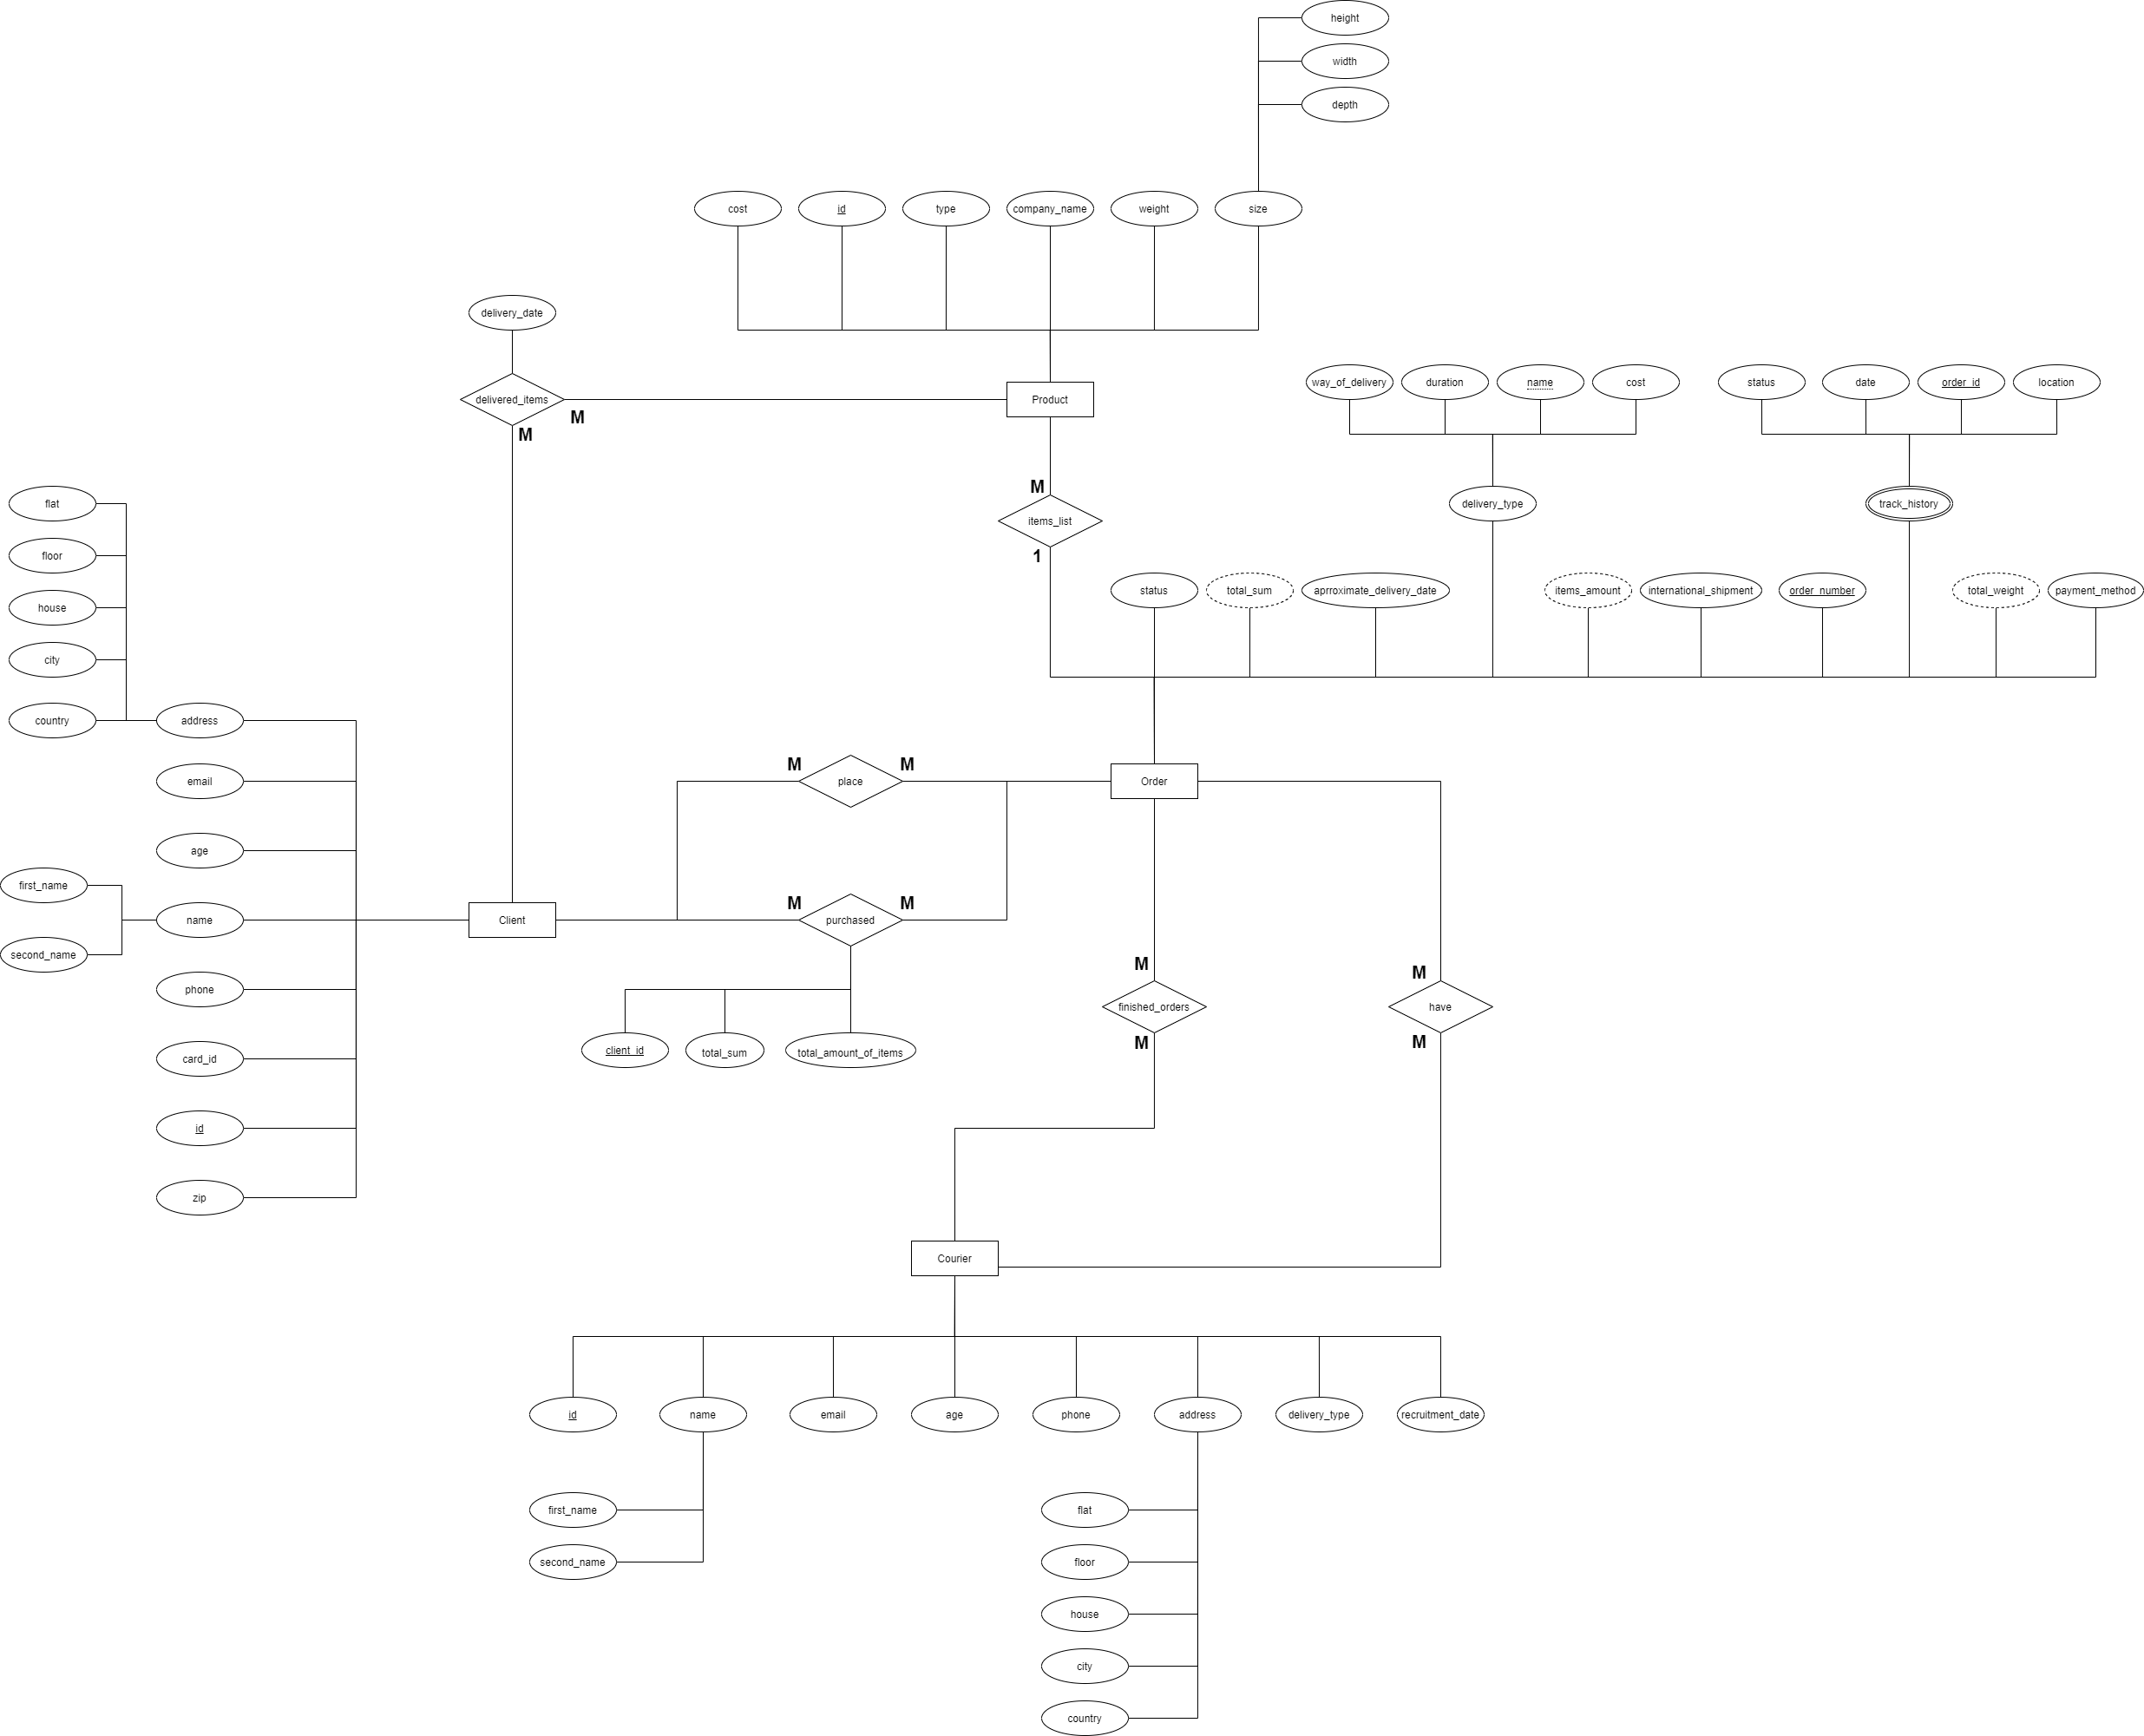 height
width
depth
cost
id
type
company_name
weight
size
delivery_date
delivered_items
M
M
Product
way_of_delivery
duration
name
cost
status
date
order_id
location
M
items_list
1
delivery_type
track_history
flat
floor
house
city
country
status
total_sum
aprroximate_delivery_date
items_amount
international_shipment
order_number
total_weight
payment_method
address
email
age
first_name
name
second_name
phone
card_id
id
zip
Client
M
place
M
Order
M
purchased
M
client_id
total_sum
total_amount_of_items
M
finished_orders
M
M
have
M
Courier
id
name
email
age
phone
address
delivery_type
recruitment_date
first_name
second_name
flat
floor
house
city
country